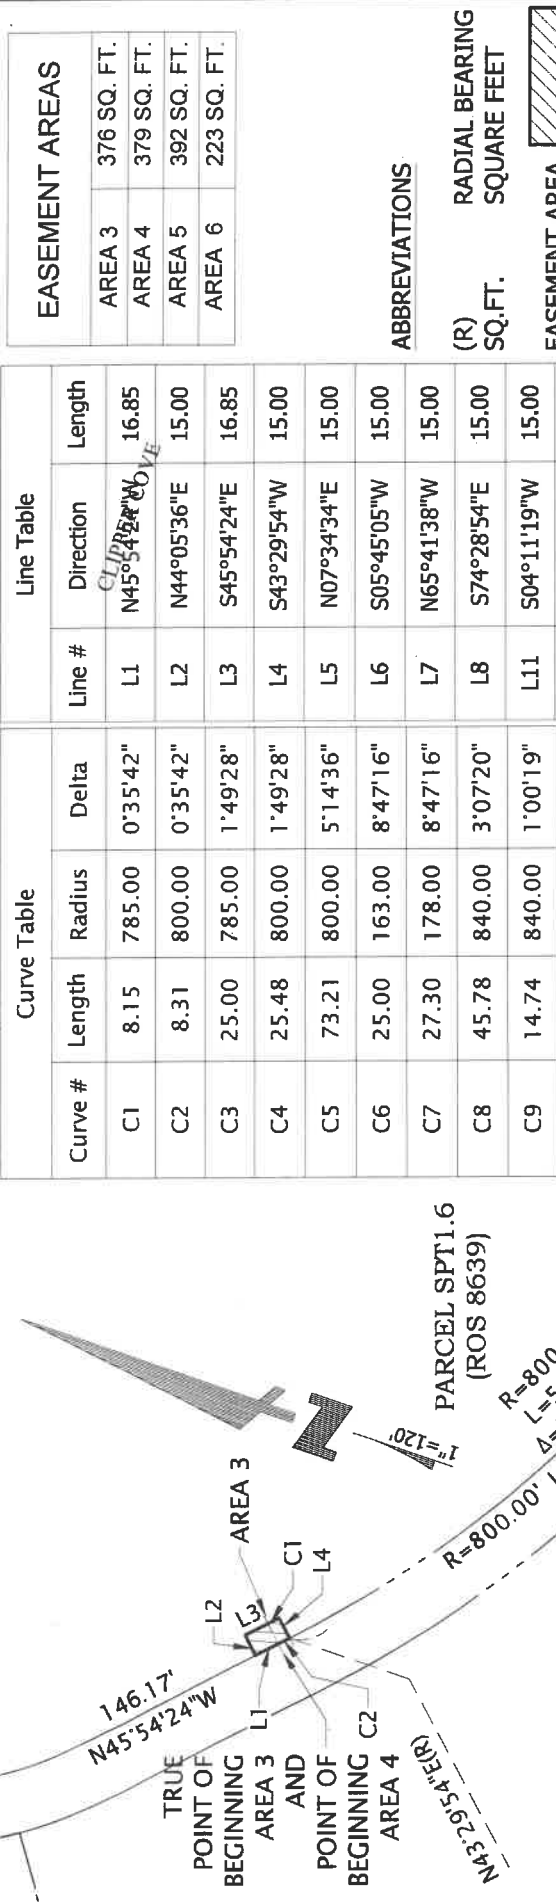 EASEMENT AREAS
AREA 3 376 SQ. FT.
AREA 4 379 SQ. FT.
AREA 5 392 SQ. FT.
AREA 6 223 SQ. FT.
ABBREVIATIONS
(R) RADIAL BEARING
SQ.FT. SQUARE FEET
EASEMENT AREA
Line Table
Line # Direction Length
L1 N45°54'24"W 16.85
CLIPPER COVE
L2 N44°05'36"E 15.00
L3 S45°54'24"E 16.85
L4 S43°29'54"W 15.00
L5 N07°34'34"E 15.00
L6 S05°45'05"W 15.00
L7 N65°41'38"W 15.00
L8 S74°28'54"E 15.00
L11 S04°11'19"W 15.00
Curve Table
Curve # Length Radius Delta
C1 8.15 785.00 0°35'42"
C2 8.31 800.00 0°35'42"
C3 25.00 785.00 1°49'28"
C4 25.48 800.00 1°49'28"
C5 73.21 800.00 5°14'36"
C6 25.00 163.00 8°47'16"
C7 27.30 178.00 8°47'16"
C8 45.78 840.00 3°07'20"
C9 14.74 840.00 1°00'19"
146.17'
N45°54'24"W
L2
L3
AREA 3
C1
L4
L1
C2
TRUE
POINT OF
BEGINNING
AREA 3
AND
POINT OF
BEGINNING
AREA 4
N43°29'54"E(R)
Z
1"=120'
PARCEL SPT1.6
(ROS 8639)
R=800.00'
R=800
L=5
Δ=